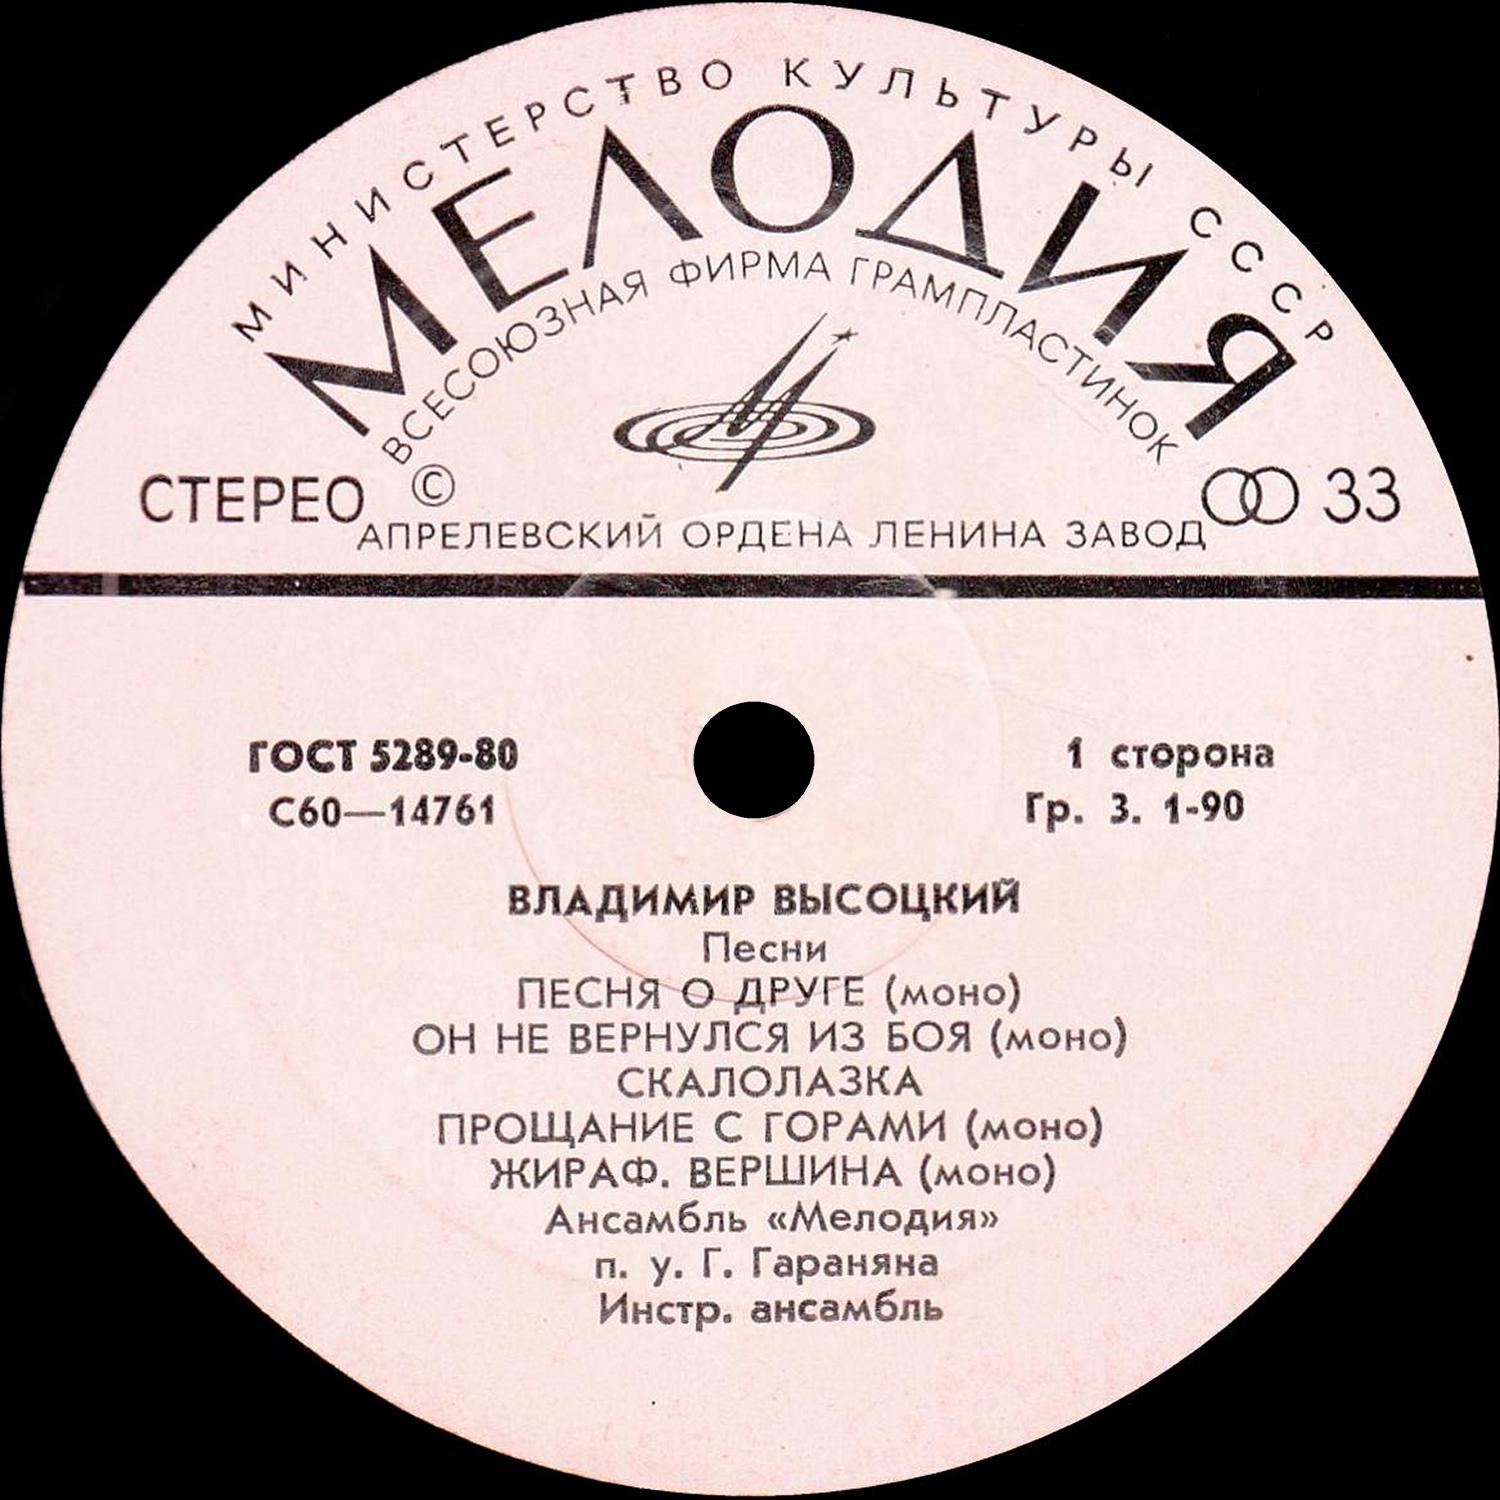 МИНИСТЕРСТВО КУЛЬТУРЫ СССР
МЕЛОДИЯ
ВСЕСОЮЗНАЯ ФИРМА ГРАМПЛАСТИНОК
СТЕРЕО © 33
АПРЕЛЕВСКИЙ ОРДЕНА ЛЕНИНА ЗАВОД
ГОСТ 5289-80 1 сторона
С60—14761 Гр. 3. 1-90
ВЛАДИМИР ВЫСОЦКИЙ
Песни
ПЕСНЯ О ДРУГЕ (моно)
ОН НЕ ВЕРНУЛСЯ ИЗ БОЯ (моно)
СКАЛОЛАЗКА
ПРОЩАНИЕ С ГОРАМИ (моно)
ЖИРАФ. ВЕРШИНА (моно)
Ансамбль «Мелодия»
п. у. Г. Гараняна
Инстр. ансамбль